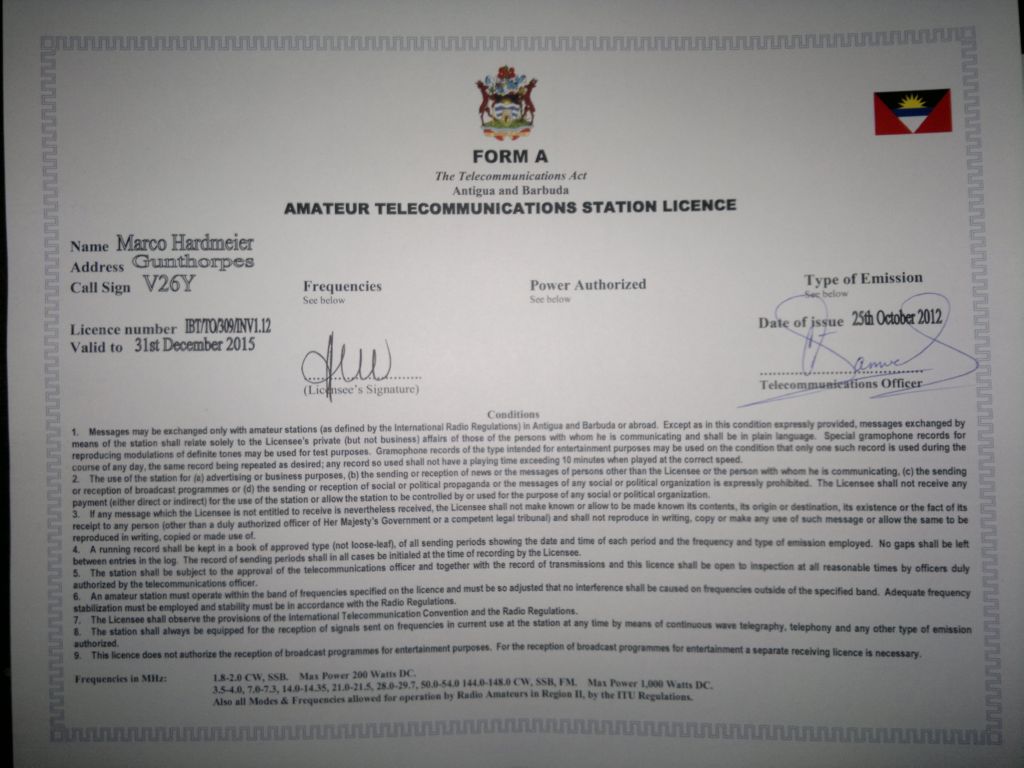 FORM A
The Telecommunications Act
Antigua and Barbuda
AMATEUR TELECOMMUNICATIONS STATION LICENCE
Name Marco Hardmeier
Address Gunthorpes
Call Sign V26Y
Frequencies
See below
Power Authorized
See below
Type of Emission
See below
Licence number IBT/TO/309/INV1.12
Valid to 31st December 2015
Date of issue 25th October 2012
(Licensee's Signature)
Telecommunications Officer
Conditions
1. Messages may be exchanged only with amateur stations (as defined by the International Radio Regulations) in Antigua and Barbuda or abroad. Except as in this condition expressly provided, messages exchanged by
means of the station shall relate solely to the Licensee's private (but not business) affairs of those of the persons with whom he is communicating and shall be in plain language. Special gramophone records for
reproducing modulations of definite tones may be used for test purposes. Gramophone records of the type intended for entertainment purposes may be used on the condition that only one such record is used during the
course of any day, the same record being repeated as desired; any record so used shall not have a playing time exceeding 10 minutes when played at the correct speed.
2. The use of the station for (a) advertising or business purposes, (b) the sending or reception of news or the messages of persons other than the Licensee or the person with whom he is communicating, (c) the sending
or reception of broadcast programmes or (d) the sending or reception of social or political propaganda or the messages of any social or political organization is expressly prohibited. The Licensee shall not receive any
payment (either direct or indirect) for the use of the station or allow the station to be controlled by or used for the purpose of any social or political organization.
3. If any message which the Licensee is not entitled to receive is nevertheless received, the Licensee shall not make known or allow to be made known its contents, its origin or destination, its existence or the fact of its
receipt to any person (other than a duly authorized officer of Her Majesty's Government or a competent legal tribunal) and shall not reproduce in writing, copy or make any use of such message or allow the same to be
reproduced in writing, copied or made use of.
4. A running record shall be kept in a book of approved type (not loose-leaf), of all sending periods showing the date and time of each period and the frequency and type of emission employed. No gaps shall be left
between entries in the log. The record of sending periods shall in all cases be initialed at the time of recording by the Licensee.
5. The station shall be subject to the approval of the telecommunications officer and together with the record of transmissions and this licence shall be open to inspection at all reasonable times by officers duly
authorized by the telecommunications officer.
6. An amateur station must operate within the band of frequencies specified on the licence and must be so adjusted that no interference shall be caused on frequencies outside of the specified band. Adequate frequency
stabilization must be employed and stability must be in accordance with the Radio Regulations.
7. The Licensee shall observe the provisions of the International Telecommunication Convention and the Radio Regulations.
8. The station shall always be equipped for the reception of signals sent on frequencies in current use at the station at any time by means of continuous wave telegraphy, telephony and any other type of emission
authorized.
9. This licence does not authorize the reception of broadcast programmes for entertainment purposes. For the reception of broadcast programmes for entertainment a separate receiving licence is necessary.
Frequencies in MHz: 1.8-2.0 CW, SSB. Max Power 200 Watts DC.
3.5-4.0, 7.0-7.3, 14.0-14.35, 21.0-21.5, 28.0-29.7, 50.0-54.0 144.0-148.0 CW, SSB, FM. Max Power 1,000 Watts DC.
Also all Modes & Frequencies allowed for operation by Radio Amateurs in Region II, by the ITU Regulations.